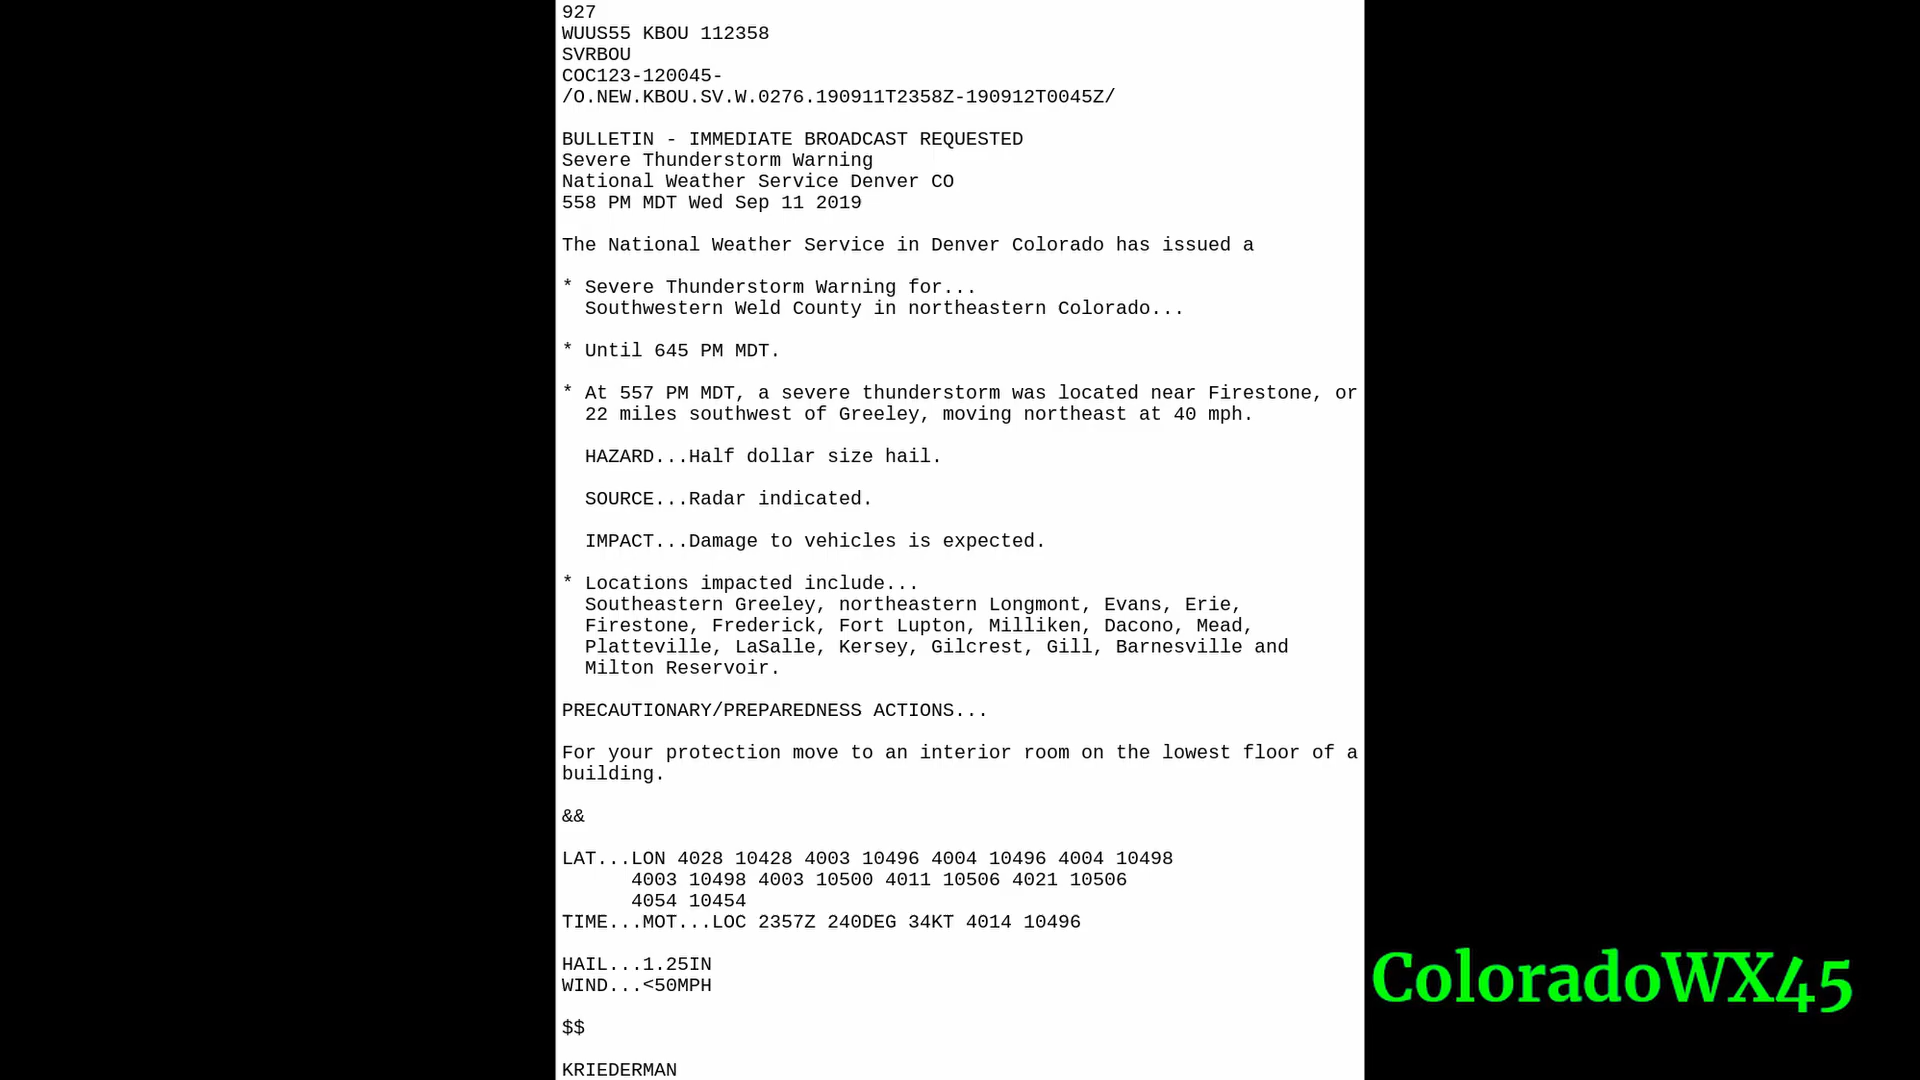 927
WUUS55 KBOU 112358
SVRBOU
COC123-120045-
/O.NEW.KBOU.SV.W.0276.190911T2358Z-190912T0045Z/
BULLETIN - IMMEDIATE BROADCAST REQUESTED
Severe Thunderstorm Warning
National Weather Service Denver CO
558 PM MDT Wed Sep 11 2019
The National Weather Service in Denver Colorado has issued a
* Severe Thunderstorm Warning for...
Southwestern Weld County in northeastern Colorado...
* Until 645 PM MDT.
* At 557 PM MDT, a severe thunderstorm was located near Firestone, or
22 miles southwest of Greeley, moving northeast at 40 mph.
HAZARD...Half dollar size hail.
SOURCE...Radar indicated.
IMPACT...Damage to vehicles is expected.
* Locations impacted include...
Southeastern Greeley, northeastern Longmont, Evans, Erie,
Firestone, Frederick, Fort Lupton, Milliken, Dacono, Mead,
Platteville, LaSalle, Kersey, Gilcrest, Gill, Barnesville and
Milton Reservoir.
PRECAUTIONARY/PREPAREDNESS ACTIONS...
For your protection move to an interior room on the lowest floor of a
building.
&&
LAT...LON 4028 10428 4003 10496 4004 10496 4004 10498
4003 10498 4003 10500 4011 10506 4021 10506
4054 10454
TIME...MOT...LOC 2357Z 240DEG 34KT 4014 10496
HAIL...1.25IN
WIND...<50MPH
$$
KRIEDERMAN
ColoradoWX45